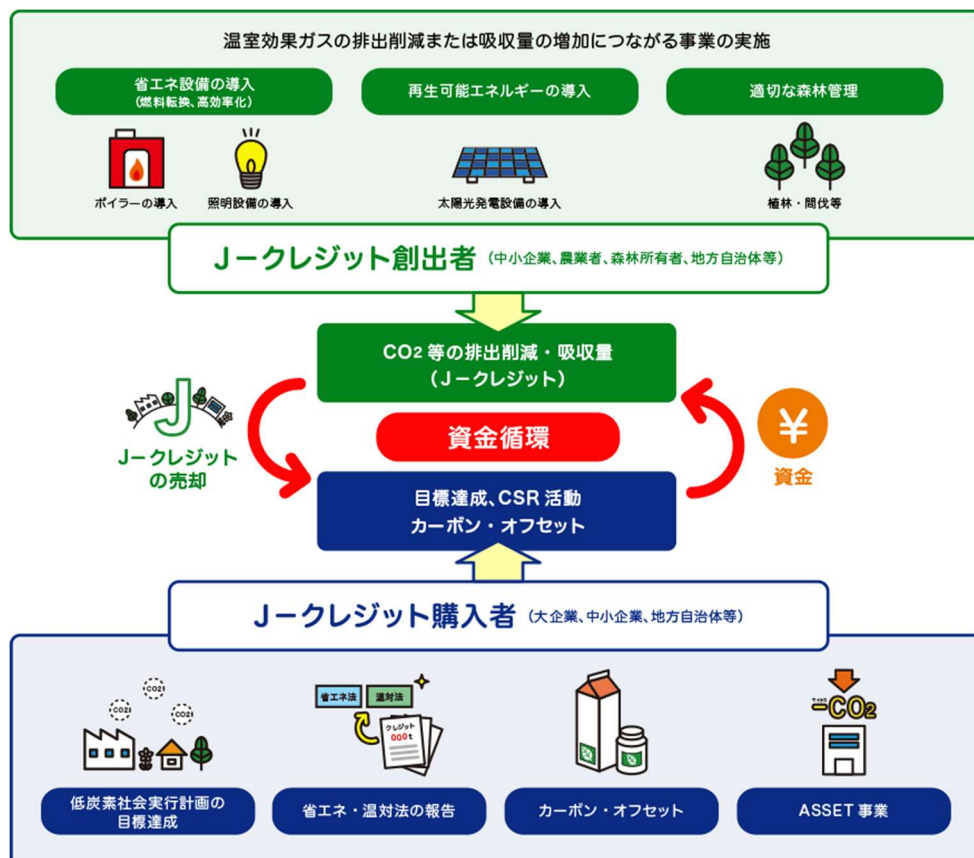 温室効果ガスの排出削減または吸収量の増加につながる事業の実施
省エネ設備の導入
(燃料転換、高効率化)
再生可能エネルギーの導入
適切な森林管理
ボイラーの導入
照明設備の導入
太陽光発電設備の導入
植林・間伐等
J－クレジット創出者（中小企業、農業者、森林所有者、地方自治体等）
CO2 等の排出削減・吸収量
（J－クレジット）
J
J－クレジット
の売却
資金循環
¥
資金
目標達成、CSR 活動
カーボン・オフセット
J－クレジット購入者（大企業、中小企業、地方自治体等）
CO2
CO2
CO2
省エネ法
温対法
クレジット
000t
マイナス
-CO2
低炭素社会実行計画の
目標達成
省エネ・温対法の報告
カーボン・オフセット
ASSET 事業